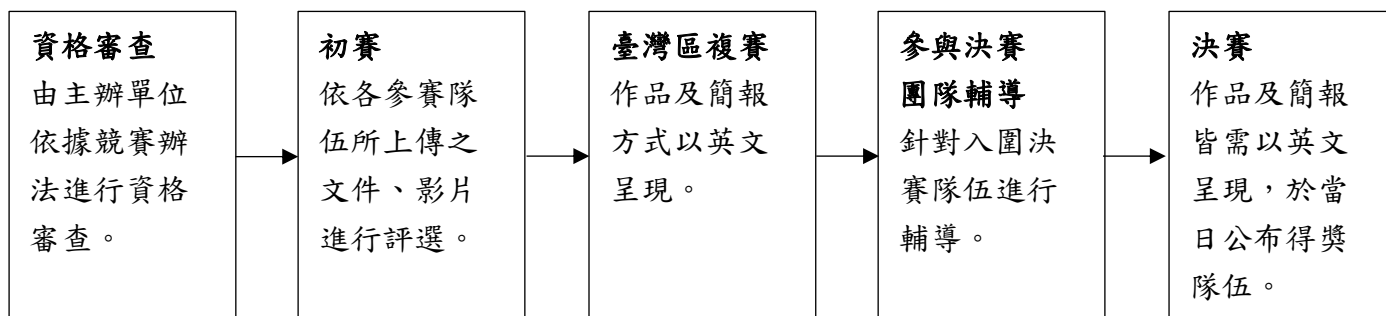 資格審查
由主辦單位
依據競賽辦
法進行資格
審查。
初賽
依各參賽隊
伍所上傳之
文件、影片
進行評選。
臺灣區複賽
作品及簡報
方式以英文
呈現。
參與決賽
團隊輔導
針對入圍決
賽隊伍進行
輔導。
決賽
作品及簡報
皆需以英文
呈現，於當
日公布得獎
隊伍。